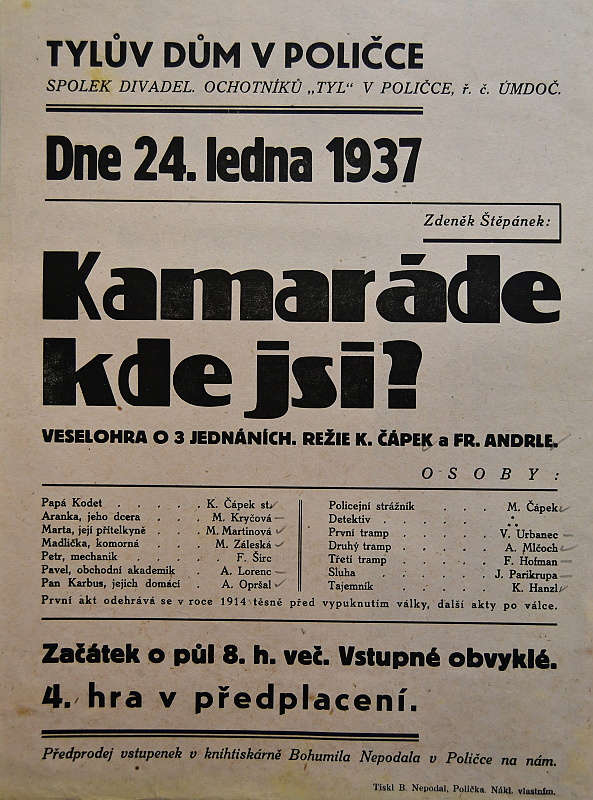 TYLŮV DŮM V POLIČCE
SPOLEK DIVADEL. OCHOTNÍKŮ „TYL“ V POLIČCE, ř. č. ÚMDOČ.
Dne 24. ledna 1937
Zdeněk Štěpánek:
Kamaráde
kde jsi?
VESELOHRA O 3 JEDNÁNÍCH. REŽIE K. ČÁPEK a FR. ANDRLE.
OSOBY:
Papá Kodet . . . . . K. Čápek st.
Aranka, jeho dcera . . . M. Kryčová
Marta, její přítelkyně . . . M. Martinová
Madlička, komorná . . . M. Záleská
Petr, mechanik . . . . F. Širc
Pavel, obchodní akademik . . A. Lorenc
Pan Karbus, jejich domácí . . A. Opršal
Policejní strážník . . . . M. Čápek
Detektiv . . . . . . ∴
První tramp . . . . . V. Urbanec
Druhý tramp . . . . . A. Mlčoch
Třetí tramp . . . . . F. Hofman
Sluha . . . . . . J. Parikrupa
Tajemník . . . . . . K. Hanzl
První akt odehrává se v roce 1914 těsně před vypuknutím války, další akty po válce.
Začátek o půl 8. h. več. Vstupné obvyklé.
4. hra v předplacení.
Předprodej vstupenek v knihtiskárně Bohumila Nepodala v Poličce na nám.
Tiskl B. Nepodal, Polička. Nákl. vlastním.